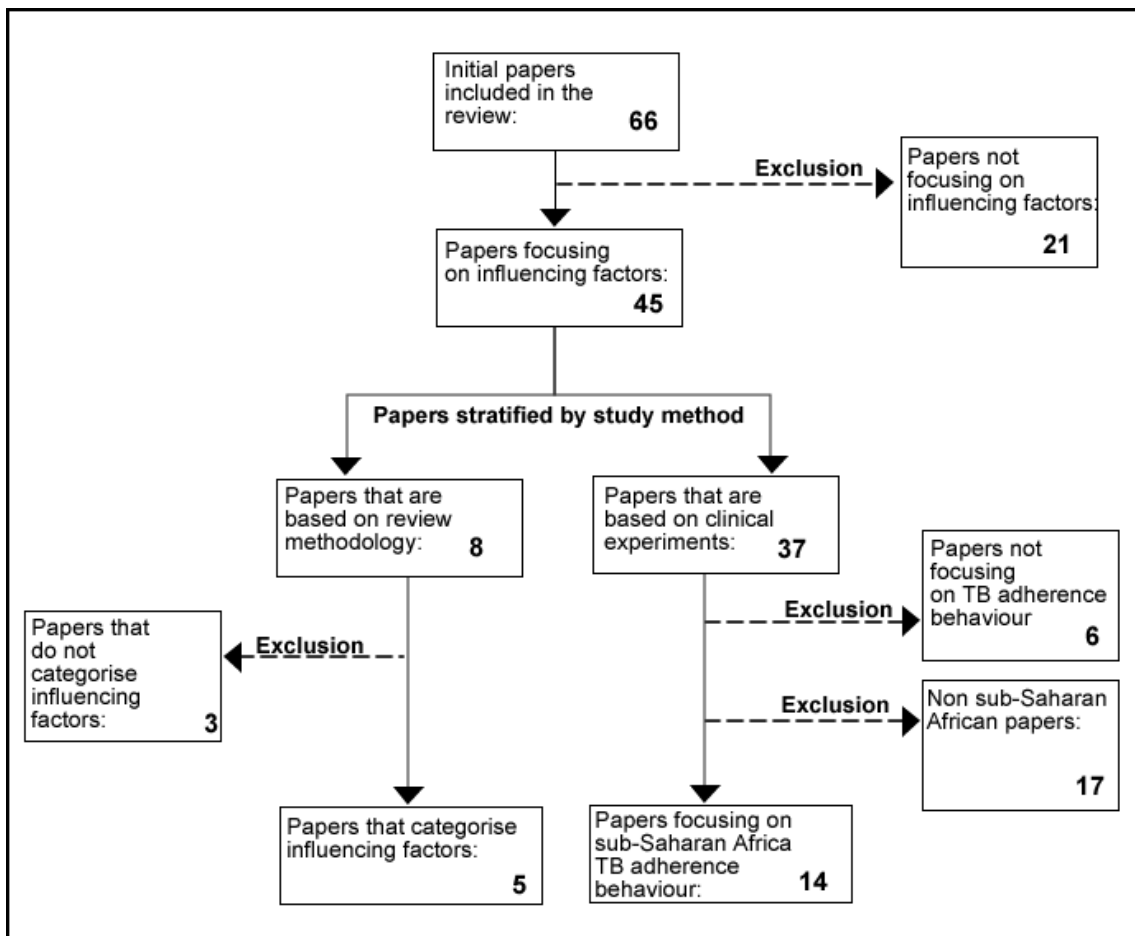 Initial papers
included in the
review:
66
Exclusion
Papers not
focusing on
influencing factors:
21
Papers focusing
on influencing factors:
45
Papers stratified by study method
Papers that are
based on review
methodology: 8
Papers that are
based on clinical
experiments: 37
Papers not
focusing
on TB adherence
behaviour
6
Exclusion
Papers that
do not
categorise
influencing
factors:
3
Exclusion
Exclusion
Non sub-Saharan
African papers:
17
Papers that categorise
influencing factors:
5
Papers focusing on
sub-Saharan Africa
TB adherence
behaviour: 14